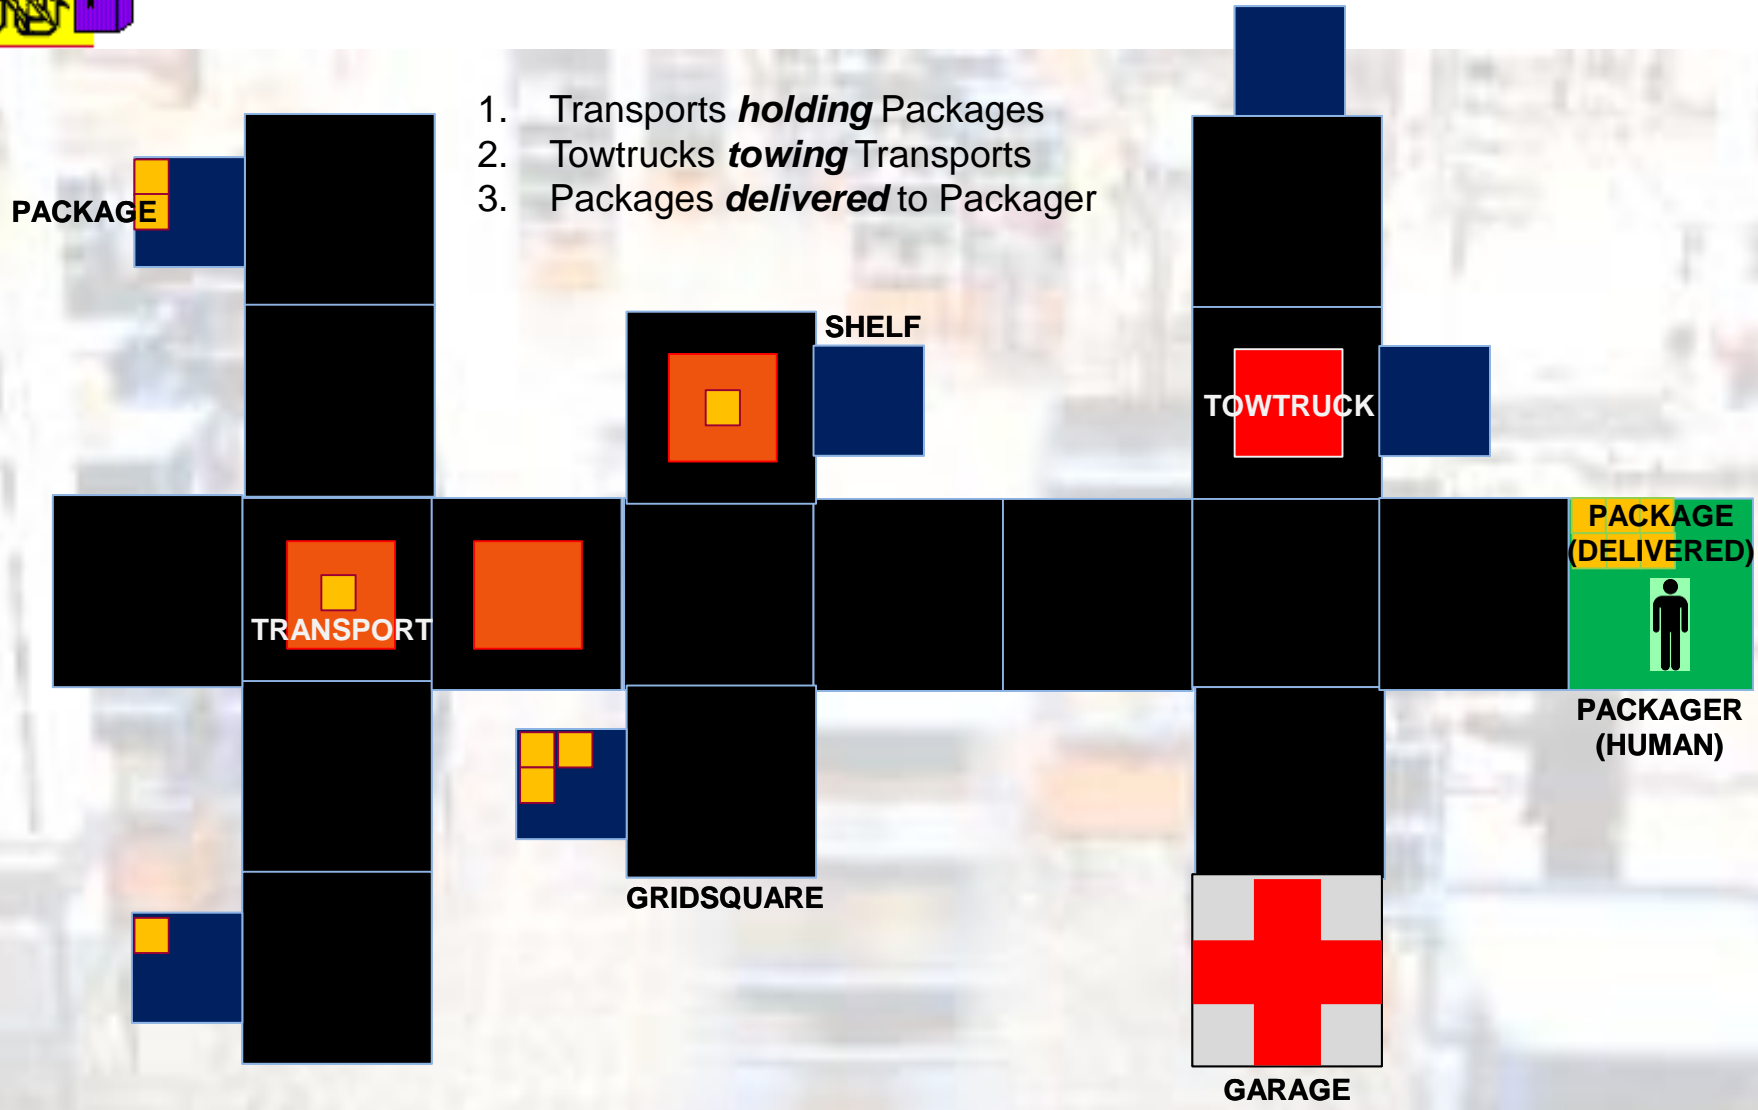 1. Transports holding Packages
2. Towtrucks towing Transports
3. Packages delivered to Packager
PACKAGE
SHELF
TOWTRUCK
PACKAGE
(DELIVERED)
TRANSPORT
PACKAGER
(HUMAN)
GRIDSQUARE
GARAGE